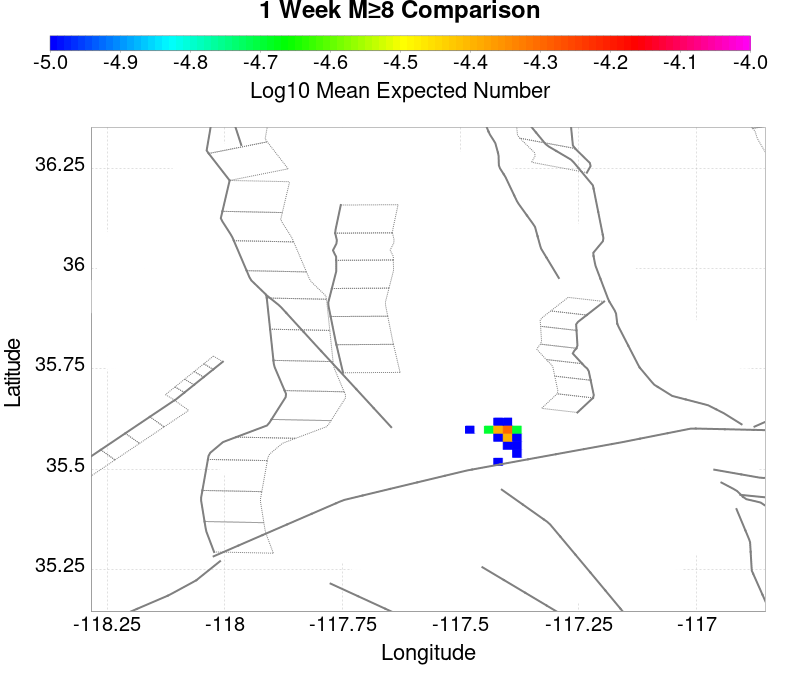 1 Week M≥8 Comparison
-5.0 -4.9 -4.8 -4.7 -4.6 -4.5 -4.4 -4.3 -4.2 -4.1 -4.0
Log10 Mean Expected Number
36.25
36
35.75
35.5
35.25
Latitude
-118.25 -118 -117.75 -117.5 -117.25 -117
Longitude